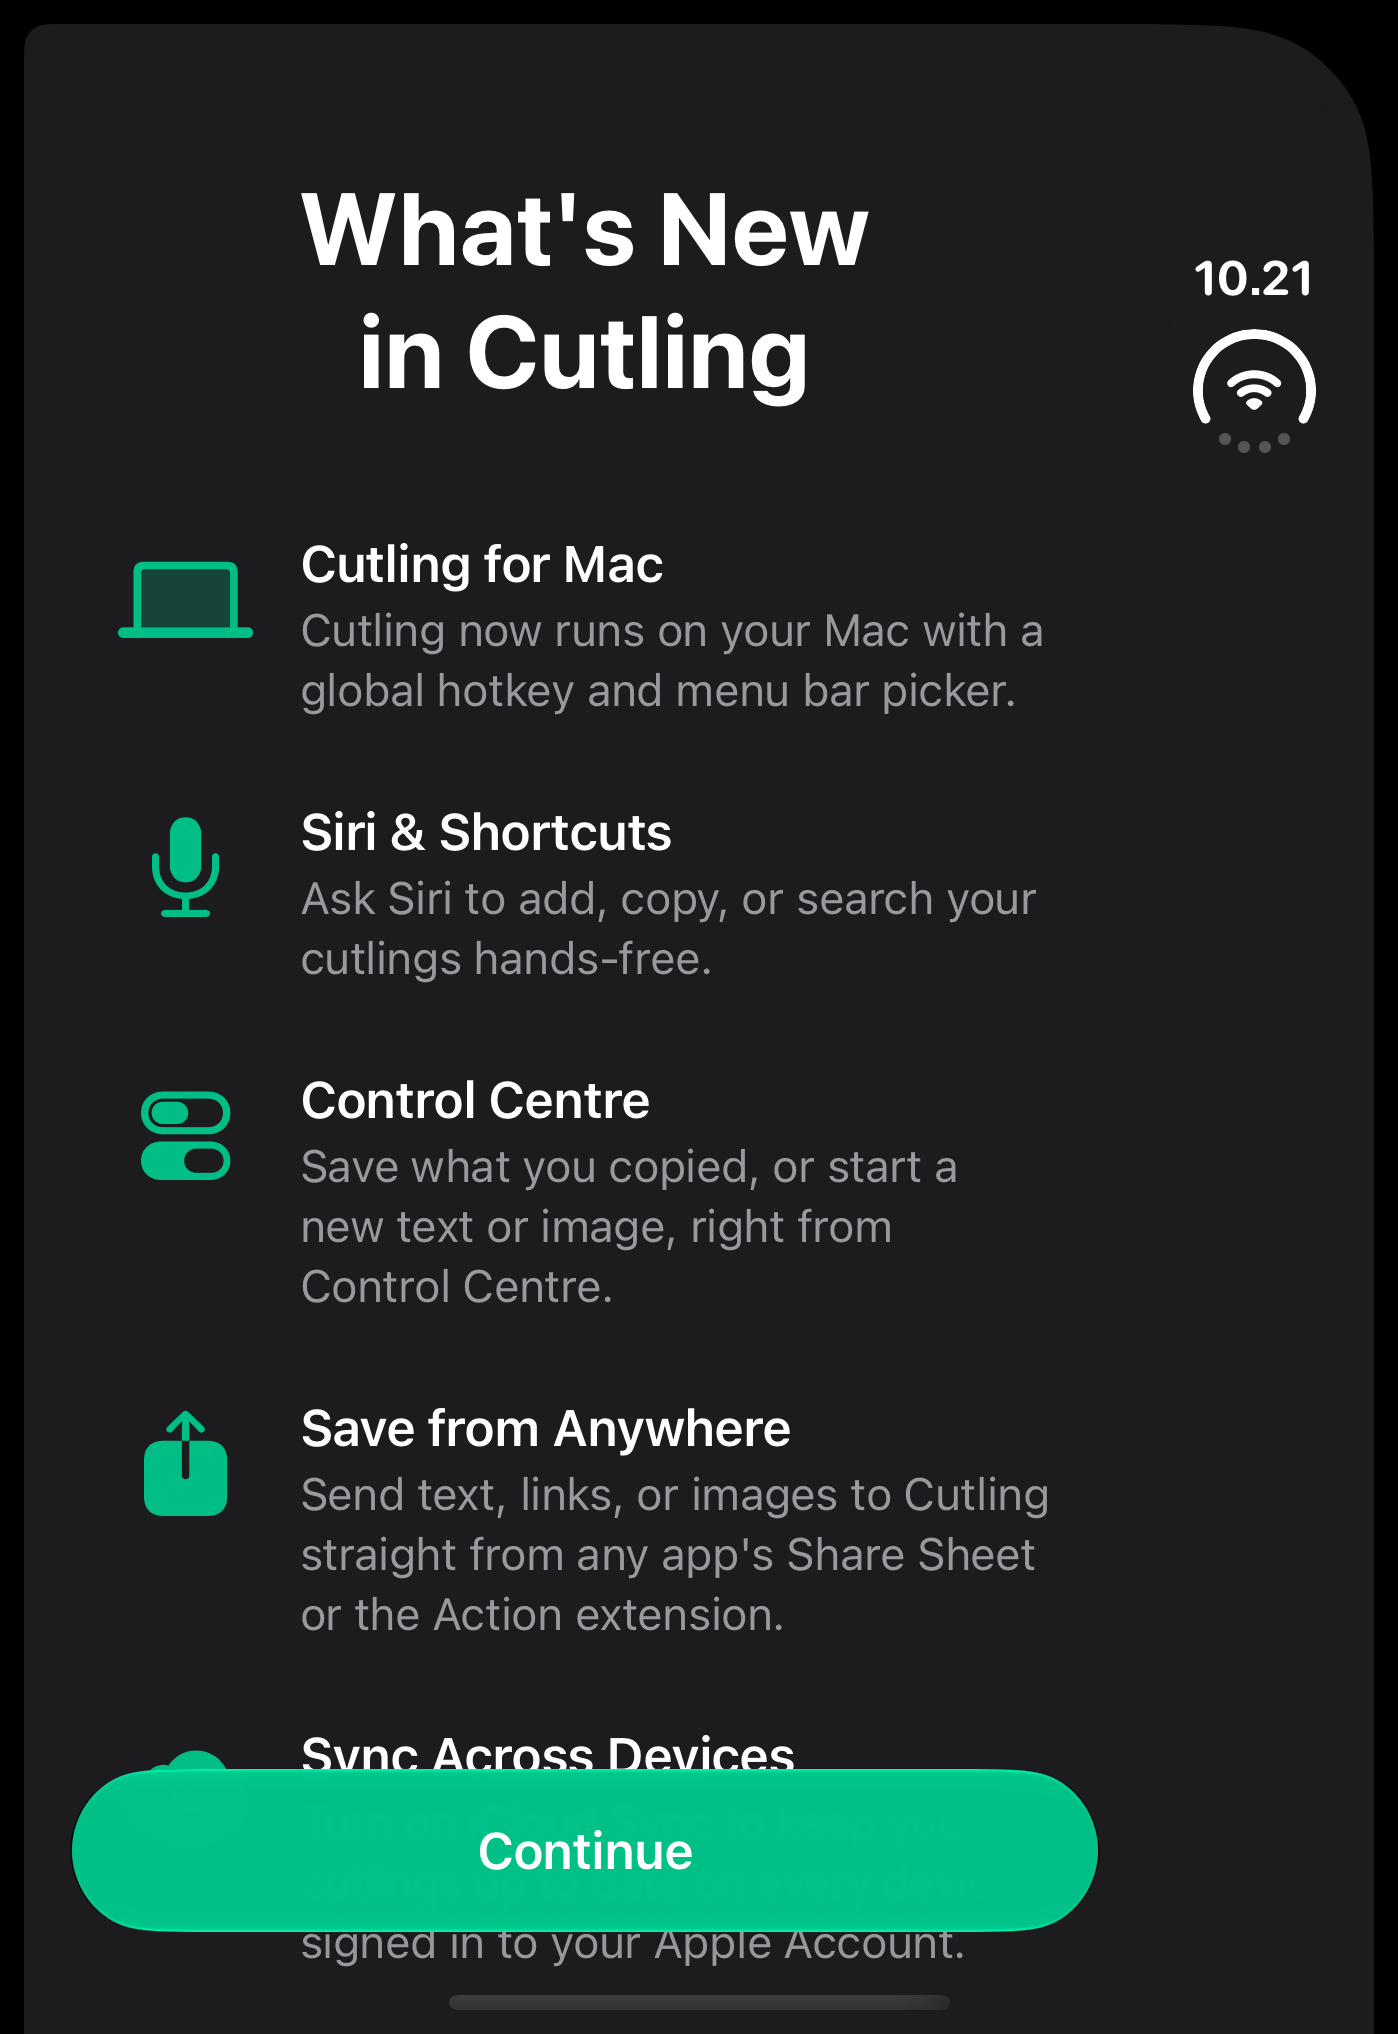 What's New
in Cutling
10.21
Cutling for Mac
Cutling now runs on your Mac with a
global hotkey and menu bar picker.
Siri & Shortcuts
Ask Siri to add, copy, or search your
cutlings hands-free.
Control Centre
Save what you copied, or start a
new text or image, right from
Control Centre.
Save from Anywhere
Send text, links, or images to Cutling
straight from any app's Share Sheet
or the Action extension.
Sync Across Devices
Continue
signed in to your Apple Account.